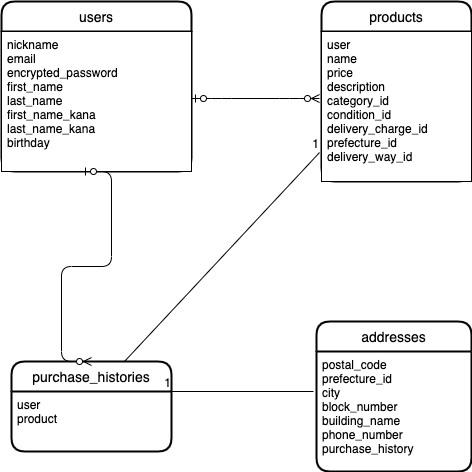 users
nickname
email
encrypted_password
first_name
last_name
first_name_kana
last_name_kana
birthday
products
user
name
price
description
category_id
condition_id
delivery_charge_id
prefecture_id
delivery_way_id
1
purchase_histories
user
product
1
addresses
postal_code
prefecture_id
city
block_number
building_name
phone_number
purchase_history